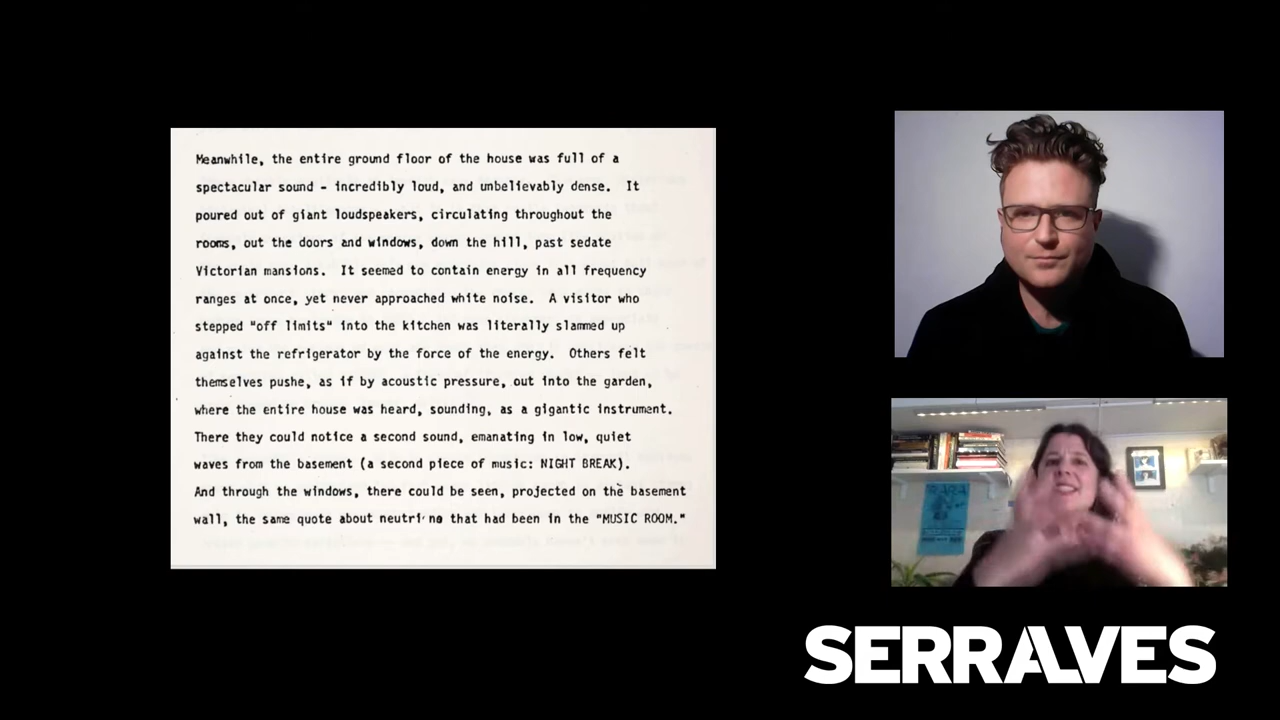 Meanwhile, the entire ground floor of the house was full of a
spectacular sound - incredibly loud, and unbelievably dense. It
poured out of giant loudspeakers, circulating throughout the
rooms, out the doors and windows, down the hill, past sedate
Victorian mansions. It seemed to contain energy in all frequency
ranges at once, yet never approached white noise. A visitor who
stepped "off limits" into the kitchen was literally slammed up
against the refrigerator by the force of the energy. Others felt
themselves pushe, as if by acoustic pressure, out into the garden,
where the entire house was heard, sounding, as a gigantic instrument.
There they could notice a second sound, emanating in low, quiet
waves from the basement (a second piece of music: NIGHT BREAK).
And through the windows, there could be seen, projected on the basement
wall, the same quote about that had been in the "MUSIC ROOM."
SERRALVES